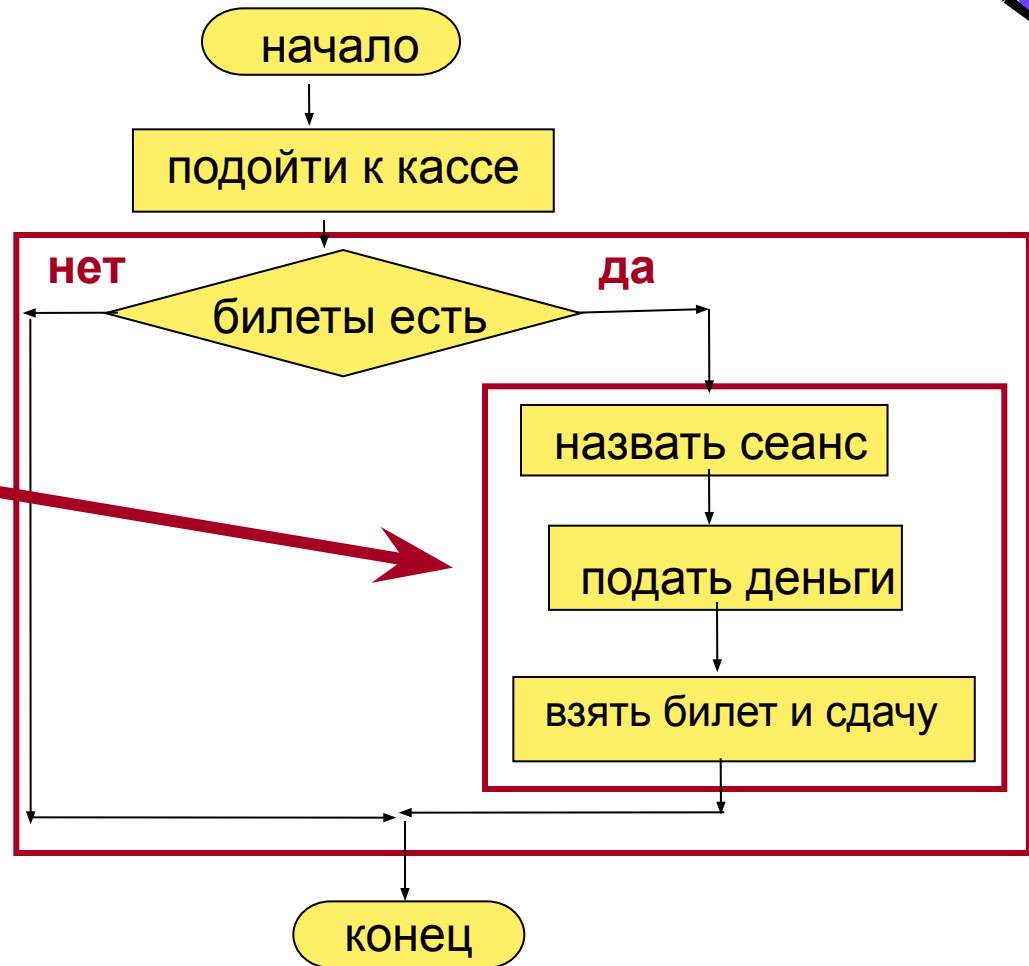 начало
подойти к кассе
нет
да
билеты есть
назвать сеанс
подать деньги
взять билет и сдачу
конец